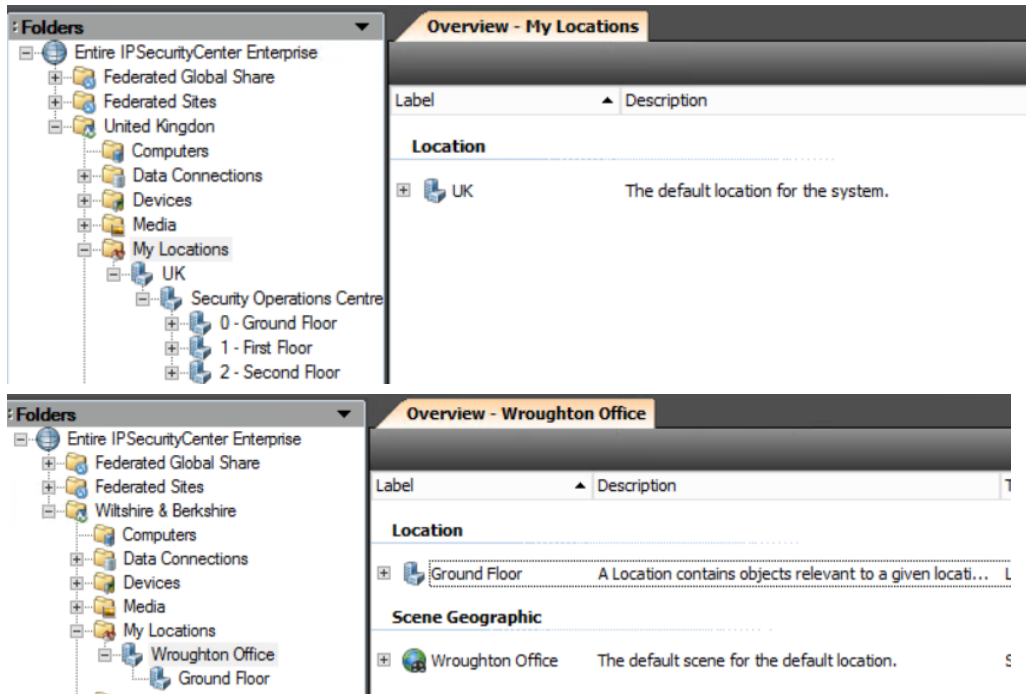 Folders
Overview - My Locations
Entire IPSecurityCenter Enterprise
Federated Global Share
Federated Sites
United Kingdom
Computers
Data Connections
Devices
Media
My Locations
UK
Security Operations Centre
0 - Ground Floor
1 - First Floor
2 - Second Floor
Label Description
Location
UK The default location for the system.
Folders
Overview - Wroughton Office
Entire IPSecurityCenter Enterprise
Federated Global Share
Federated Sites
Wiltshire & Berkshire
Computers
Data Connections
Devices
Media
My Locations
Wroughton Office
Ground Floor
Label Description
Location
Ground Floor A Location contains objects relevant to a given locati...
Scene Geographic
Wroughton Office The default scene for the default location.